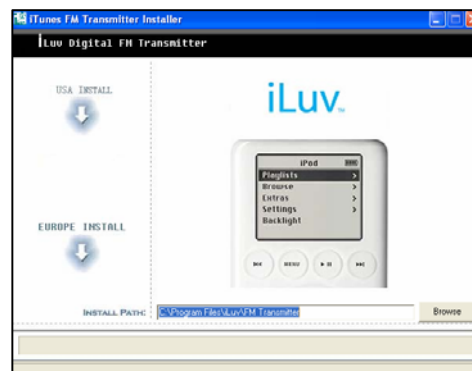 iTunes FM Transmitter Installer
iLuv Digital FM Transmitter
USA INSTALL
EUROPE INSTALL
iLuv™
iPod
Playlists >
Browse >
Extras >
Settings >
Backlight
MENU
INSTALL PATH: C:\Program Files\iLuv\FM Transmitter Browse